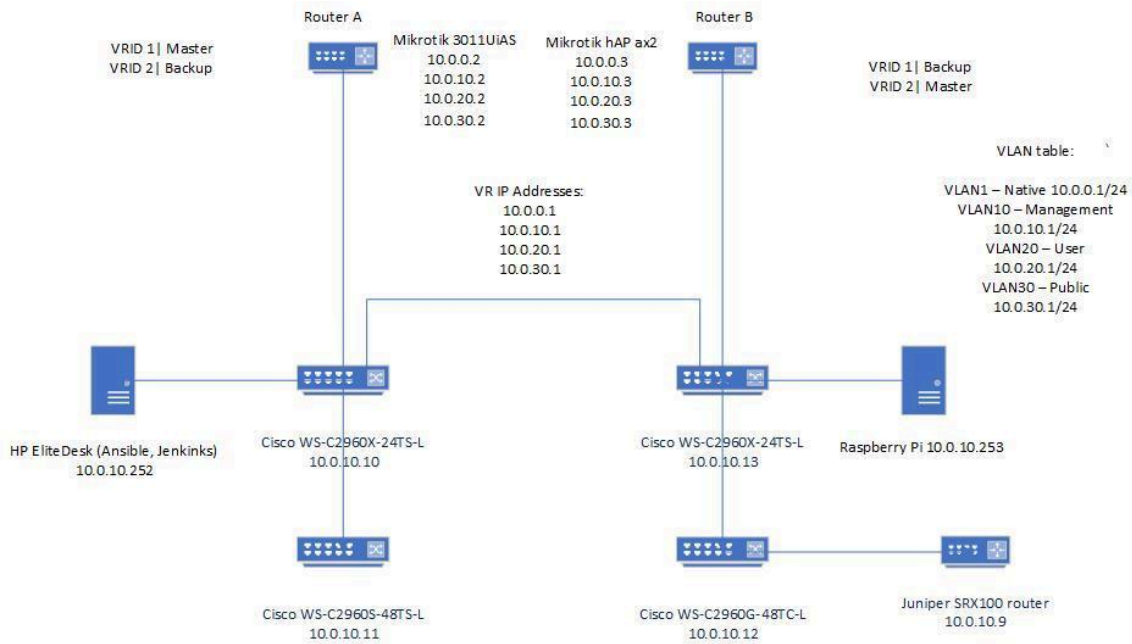 Router A
Router B
VRID 1| Master
VRID 2| Backup
Mikrotik 3011UiAS
10.0.0.2
10.0.10.2
10.0.20.2
10.0.30.2
Mikrotik hAP ax2
10.0.0.3
10.0.10.3
10.0.20.3
10.0.30.3
VRID 1| Backup
VRID 2| Master
VLAN table: `
VLAN1 – Native 10.0.0.1/24
VLAN10 – Management
10.0.10.1/24
VLAN20 – User
10.0.20.1/24
VLAN30 – Public
10.0.30.1/24
VR IP Addresses:
10.0.0.1
10.0.10.1
10.0.20.1
10.0.30.1
HP EliteDesk (Ansible, Jenkinks)
10.0.10.252
Cisco WS-C2960X-24TS-L
10.0.10.10
Cisco WS-C2960X-24TS-L
10.0.10.13
Raspberry Pi 10.0.10.253
Cisco WS-C2960S-48TS-L
10.0.10.11
Cisco WS-C2960G-48TC-L
10.0.10.12
Juniper SRX100 router
10.0.10.9